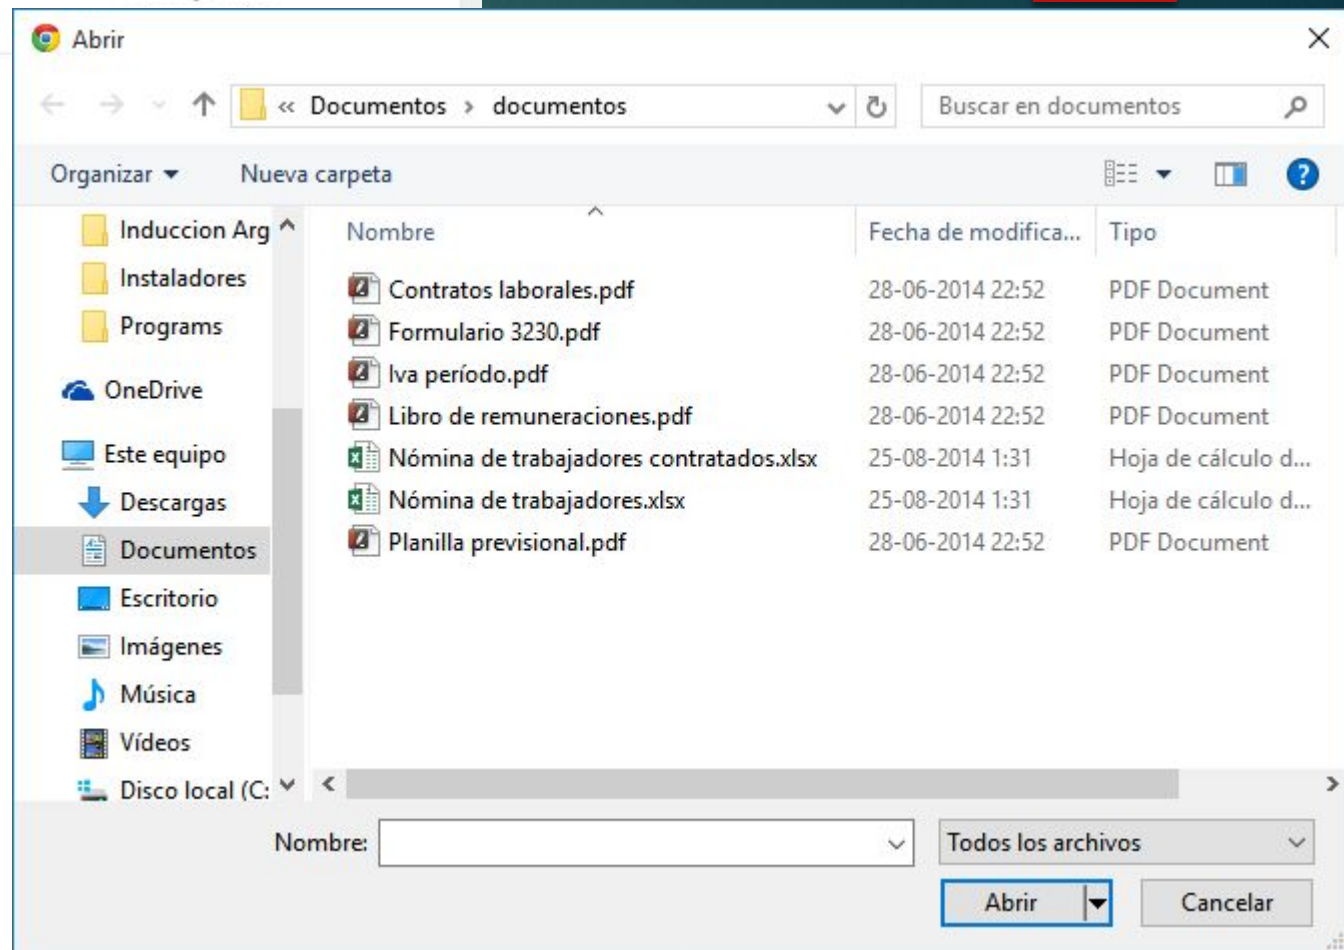 Abrir
« Documentos > documentos
Buscar en documentos
Organizar
Nueva carpeta
Induccion Arg
Instaladores
Programs
OneDrive
Este equipo
Descargas
Documentos
Escritorio
Imágenes
Música
Vídeos
Disco local (C:
Nombre Fecha de modifica... Tipo
Contratos laborales.pdf 28-06-2014 22:52 PDF Document
Formulario 3230.pdf 28-06-2014 22:52 PDF Document
Iva período.pdf 28-06-2014 22:52 PDF Document
Libro de remuneraciones.pdf 28-06-2014 22:52 PDF Document
Nómina de trabajadores contratados.xlsx 25-08-2014 1:31 Hoja de cálculo d...
Nómina de trabajadores.xlsx 25-08-2014 1:31 Hoja de cálculo d...
Planilla previsional.pdf 28-06-2014 22:52 PDF Document
Nombre:
Todos los archivos
Abrir
Cancelar